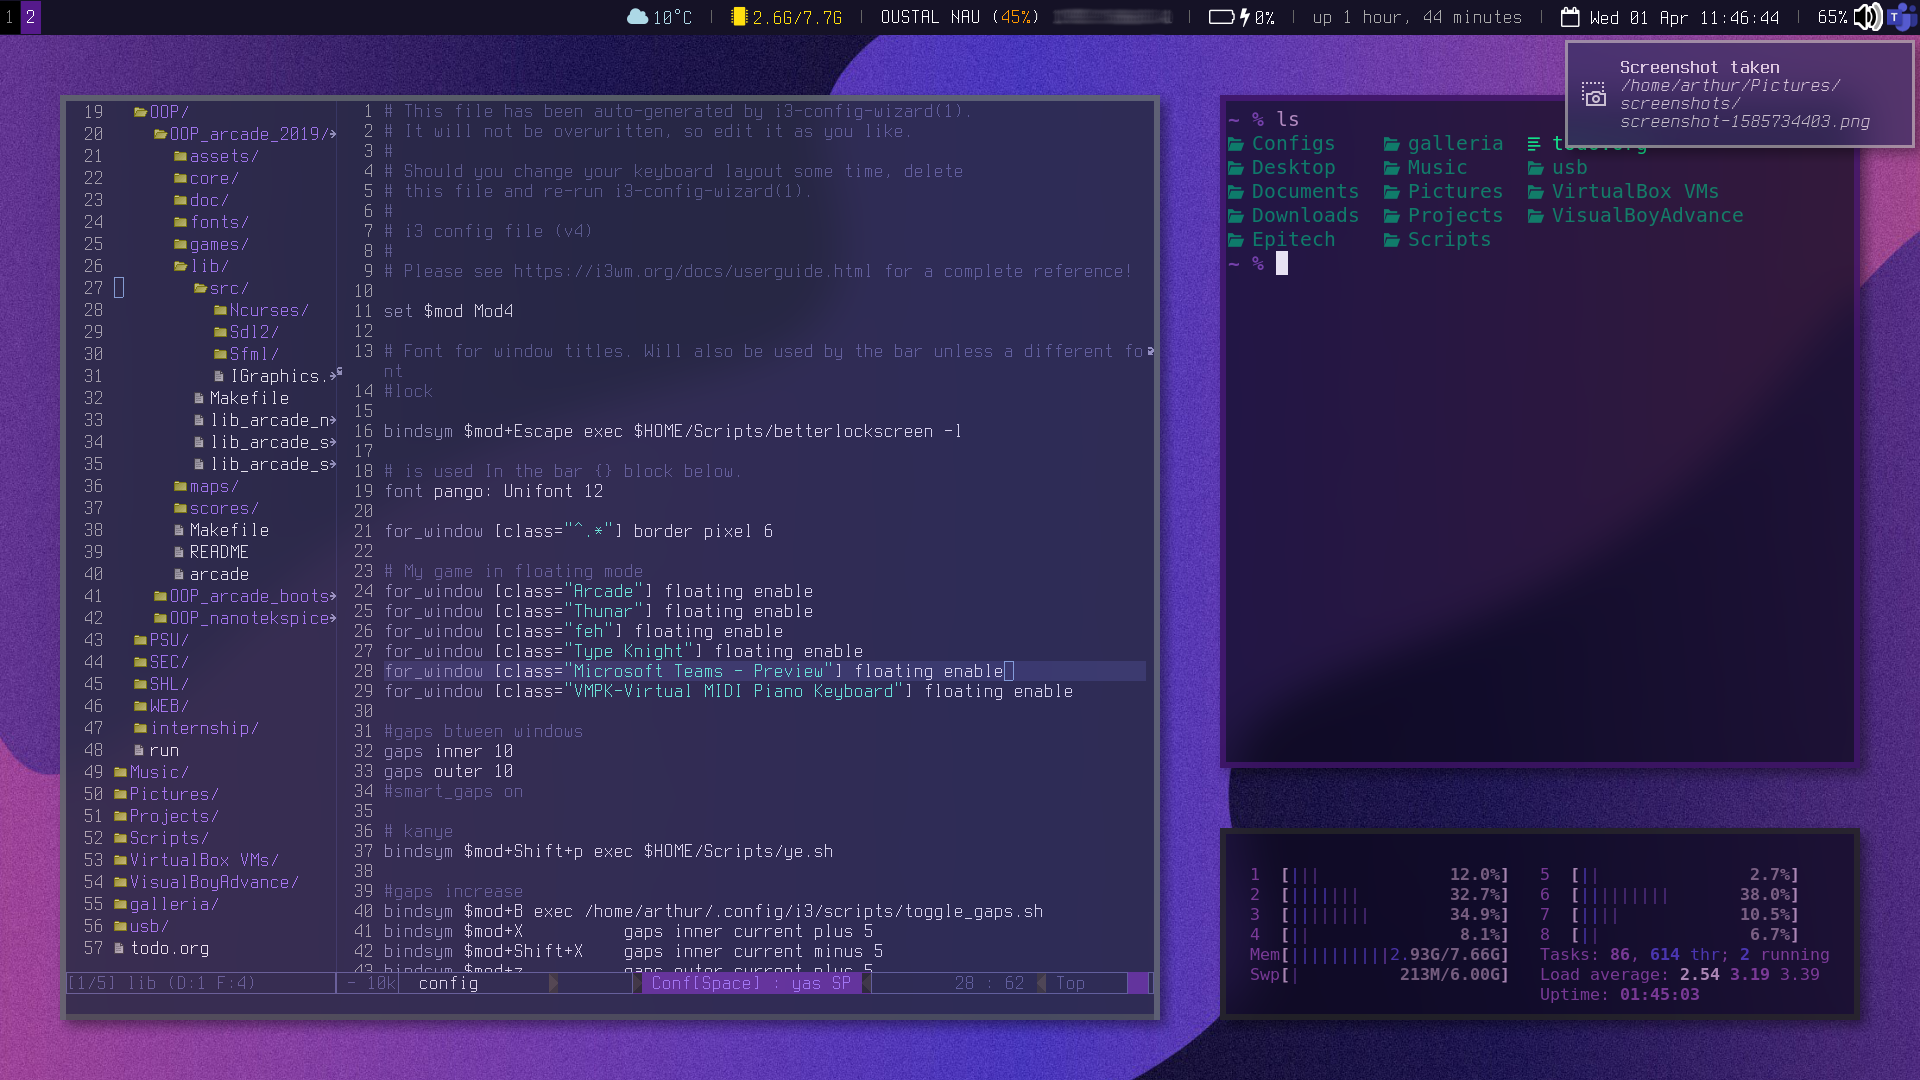 1 2 10°C | 2.6G/7.7G | OUSTAL NAU (45%) | 0% | up 1 hour, 44 minutes | Wed 01 Apr 11:46:44 | 65%
Screenshot taken
/home/arthur/Pictures/
screenshots/
screenshot-1585734403.png
19 OOP/
20 OOP_arcade_2019/
21 assets/
22 core/
23 doc/
24 fonts/
25 games/
26 lib/
27 src/
28 Ncurses/
29 Sdl2/
30 Sfml/
31 IGraphics.
32 Makefile
33 lib_arcade_n
34 lib_arcade_s
35 lib_arcade_s
36 maps/
37 scores/
38 Makefile
39 README
40 arcade
41 OOP_arcade_boots
42 OOP_nanotekspice
43 PSU/
44 SEC/
45 SHL/
46 WEB/
47 internship/
48 run
49 Music/
50 Pictures/
51 Projects/
52 Scripts/
53 VirtualBox VMs/
54 VisualBoyAdvance/
55 galleria/
56 usb/
57 todo.org
[1/5] lib (D:1 F:4)
1 # This file has been auto-generated by i3-config-wizard(1).
2 # It will not be overwritten, so edit it as you like.
3 #
4 # Should you change your keyboard layout some time, delete
5 # this file and re-run i3-config-wizard(1).
6 #
7 # i3 config file (v4)
8 #
9 # Please see https://i3wm.org/docs/userguide.html for a complete reference!
10
11 set $mod Mod4
12
13 # Font for window titles. Will also be used by the bar unless a different fo
nt
14 #lock
15
16 bindsym $mod+Escape exec $HOME/Scripts/betterlockscreen -l
17
18 # is used In the bar {} block below.
19 font pango: Unifont 12
20
21 for_window [class="^.*"] border pixel 6
22
23 # My game in floating mode
24 for_window [class="Arcade"] floating enable
25 for_window [class="Thunar"] floating enable
26 for_window [class="feh"] floating enable
27 for_window [class="Type Knight"] floating enable
28 for_window [class="Microsoft Teams - Preview"] floating enable
29 for_window [class="VMPK-Virtual MIDI Piano Keyboard"] floating enable
30
31 #gaps btween windows
32 gaps inner 10
33 gaps outer 10
34 #smart_gaps on
35
36 # kanye
37 bindsym $mod+Shift+p exec $HOME/Scripts/ye.sh
38
39 #gaps increase
40 bindsym $mod+B exec /home/arthur/.config/i3/scripts/toggle_gaps.sh
41 bindsym $mod+X gaps inner current plus 5
42 bindsym $mod+Shift+X gaps inner current minus 5
43 bindsym $mod+z gaps outer current plus 5
- 10k config Conf[Space] : yas SP 28 : 62 Top
~ % ls
Configs galleria todo.org
Desktop Music usb
Documents Pictures VirtualBox VMs
Downloads Projects VisualBoyAdvance
Epitech Scripts
~ %
1 [||| 12.0%] 5 [|| 2.7%]
2 [||||||| 32.7%] 6 [||||||||| 38.0%]
3 [|||||||| 34.9%] 7 [|||| 10.5%]
4 [|| 8.1%] 8 [|| 6.7%]
Mem[||||||||||2.93G/7.66G] Tasks: 86, 614 thr; 2 running
Swp[| 213M/6.00G] Load average: 2.54 3.19 3.39
Uptime: 01:45:03